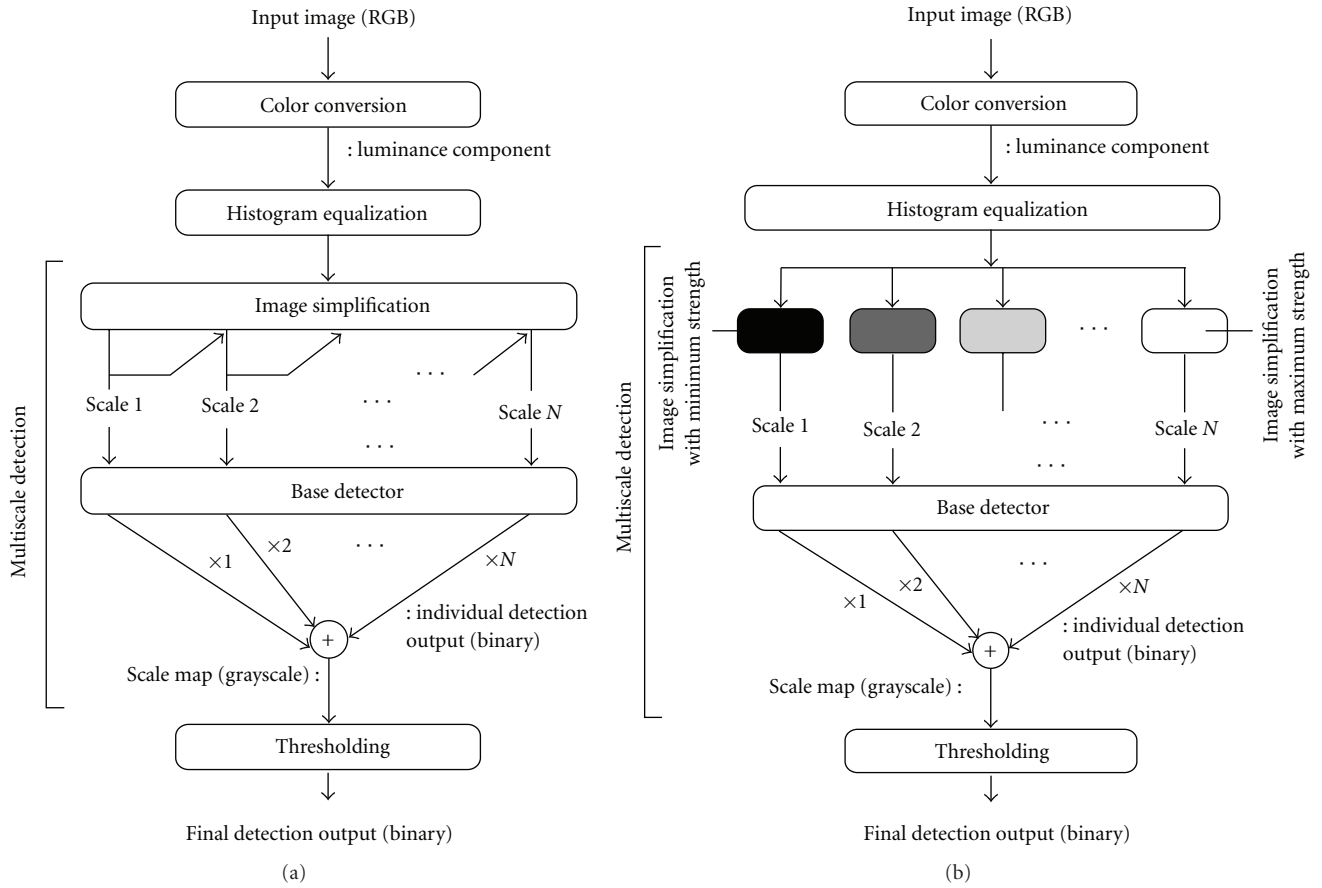 Input image (RGB)
Color conversion
: luminance component
Histogram equalization
Multiscale detection
Image simplification
. . .
Scale 1
Scale 2
. . .
Scale N
. . .
Base detector
×1
×2
. . .
×N
: individual detection
output (binary)
+
Scale map (grayscale) :
Thresholding
Final detection output (binary)
(a)
Input image (RGB)
Color conversion
: luminance component
Histogram equalization
Multiscale detection
Image simplification
with minimum strength
. . .
Image simplification
with maximum strength
Scale 1
Scale 2
. . .
Scale N
. . .
Base detector
×1
×2
. . .
×N
: individual detection
output (binary)
+
Scale map (grayscale) :
Thresholding
Final detection output (binary)
(b)